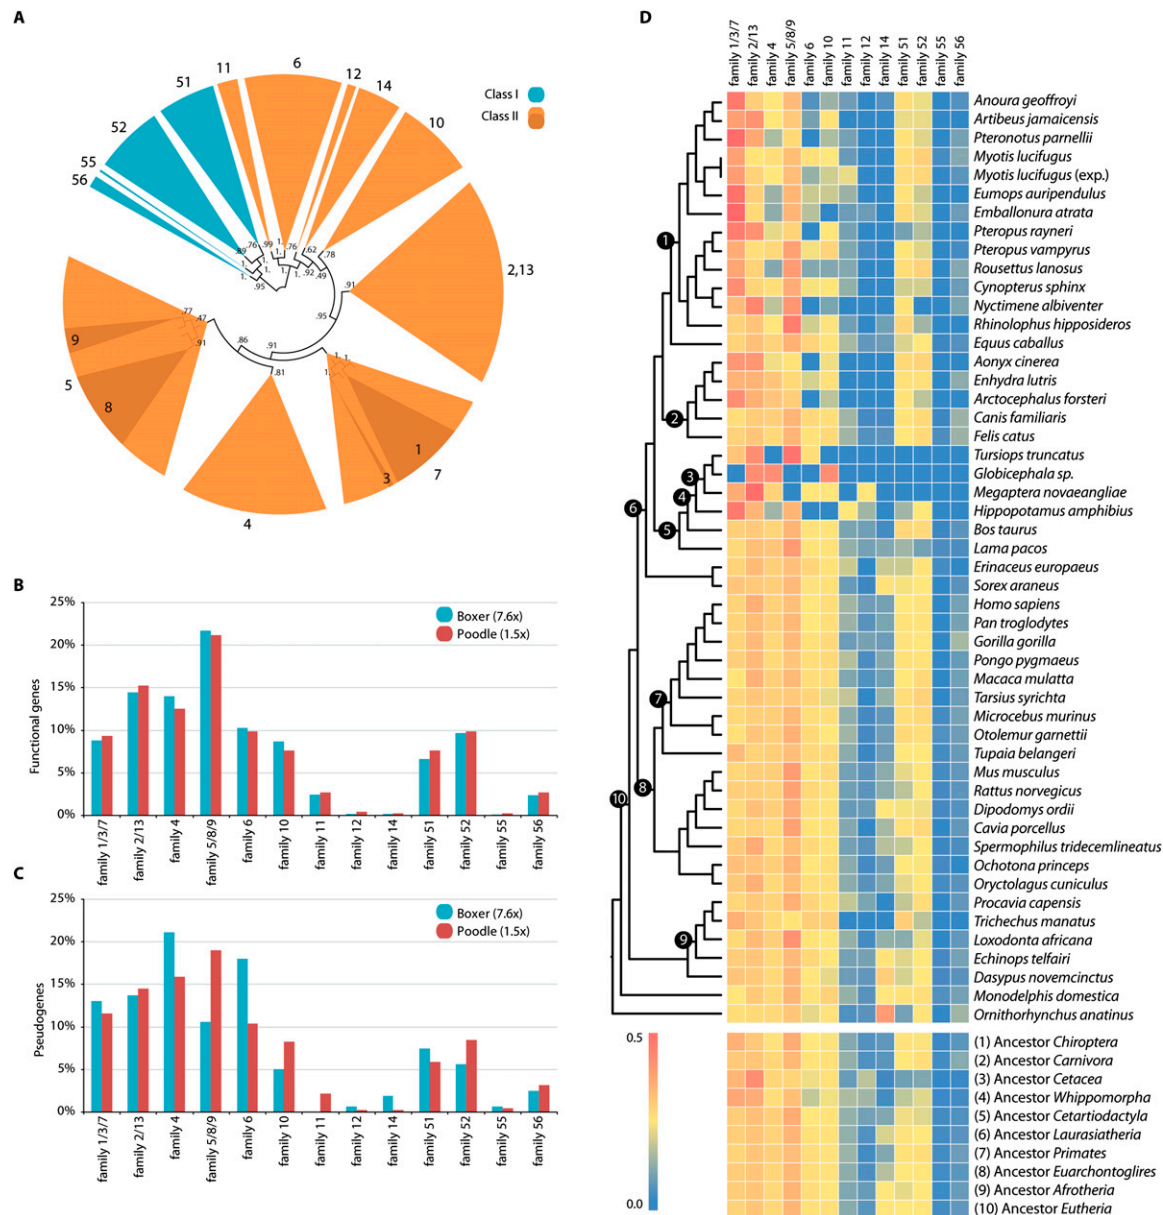 A
Class I
Class II
6
12
14
10
2,13
1
7
3
4
8
5
9
56
55
52
51
11
.76
.99
1.
.76
.62
.78
.89
1.
1.
1.
1.
.92
.49
1.
.95
.91
.95
.77
.47
.91
.86
.91
.81
1.
1.
1.
B
Functional genes
25%
20%
15%
10%
5%
0%
Boxer (7.6x)
Poodle (1.5x)
family 1/3/7
family 2/13
family 4
family 5/8/9
family 6
family 10
family 11
family 12
family 14
family 51
family 52
family 55
family 56
C
Pseudogenes
25%
20%
15%
10%
5%
0%
Boxer (7.6x)
Poodle (1.5x)
family 1/3/7
family 2/13
family 4
family 5/8/9
family 6
family 10
family 11
family 12
family 14
family 51
family 52
family 55
family 56
D
family 1/3/7
family 2/13
family 4
family 5/8/9
family 6
family 10
family 11
family 12
family 14
family 51
family 52
family 55
family 56
Anoura geoffroyi
Artibeus jamaicensis
Pteronotus parnellii
Myotis lucifugus
Myotis lucifugus (exp.)
Eumops auripendulus
Emballonura atrata
Pteropus rayneri
Pteropus vampyrus
Rousettus lanosus
Cynopterus sphinx
Nyctimene albiventer
Rhinolophus hipposideros
Equus caballus
Aonyx cinerea
Enhydra lutris
Arctocephalus forsteri
Canis familiaris
Felis catus
Tursiops truncatus
Globicephala sp.
Megaptera novaeangliae
Hippopotamus amphibius
Bos taurus
Lama pacos
Erinaceus europaeus
Sorex araneus
Homo sapiens
Pan troglodytes
Gorilla gorilla
Pongo pygmaeus
Macaca mulatta
Tarsius syrichta
Microcebus murinus
Otolemur garnettii
Tupaia belangeri
Mus musculus
Rattus norvegicus
Dipodomys ordii
Cavia porcellus
Spermophilus tridecemlineatus
Ochotona princeps
Oryctolagus cuniculus
Procavia capensis
Trichechus manatus
Loxodonta africana
Echinops telfairi
Dasypus novemcinctus
Monodelphis domestica
Ornithorhynchus anatinus
1
2
3
4
5
6
7
8
9
10
0.5
0.0
(1) Ancestor Chiroptera
(2) Ancestor Carnivora
(3) Ancestor Cetacea
(4) Ancestor Whippomorpha
(5) Ancestor Cetartiodactyla
(6) Ancestor Laurasiatheria
(7) Ancestor Primates
(8) Ancestor Euarchontoglires
(9) Ancestor Afrotheria
(10) Ancestor Eutheria